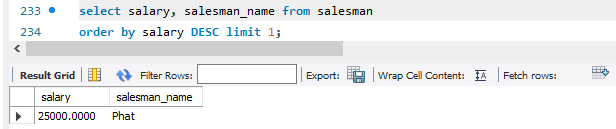 233 select salary, salesman_name from salesman
234 order by salary DESC limit 1;
Result Grid Filter Rows: Export: Wrap Cell Content: IA Fetch rows:
salary salesman_name
25000.0000 Phat